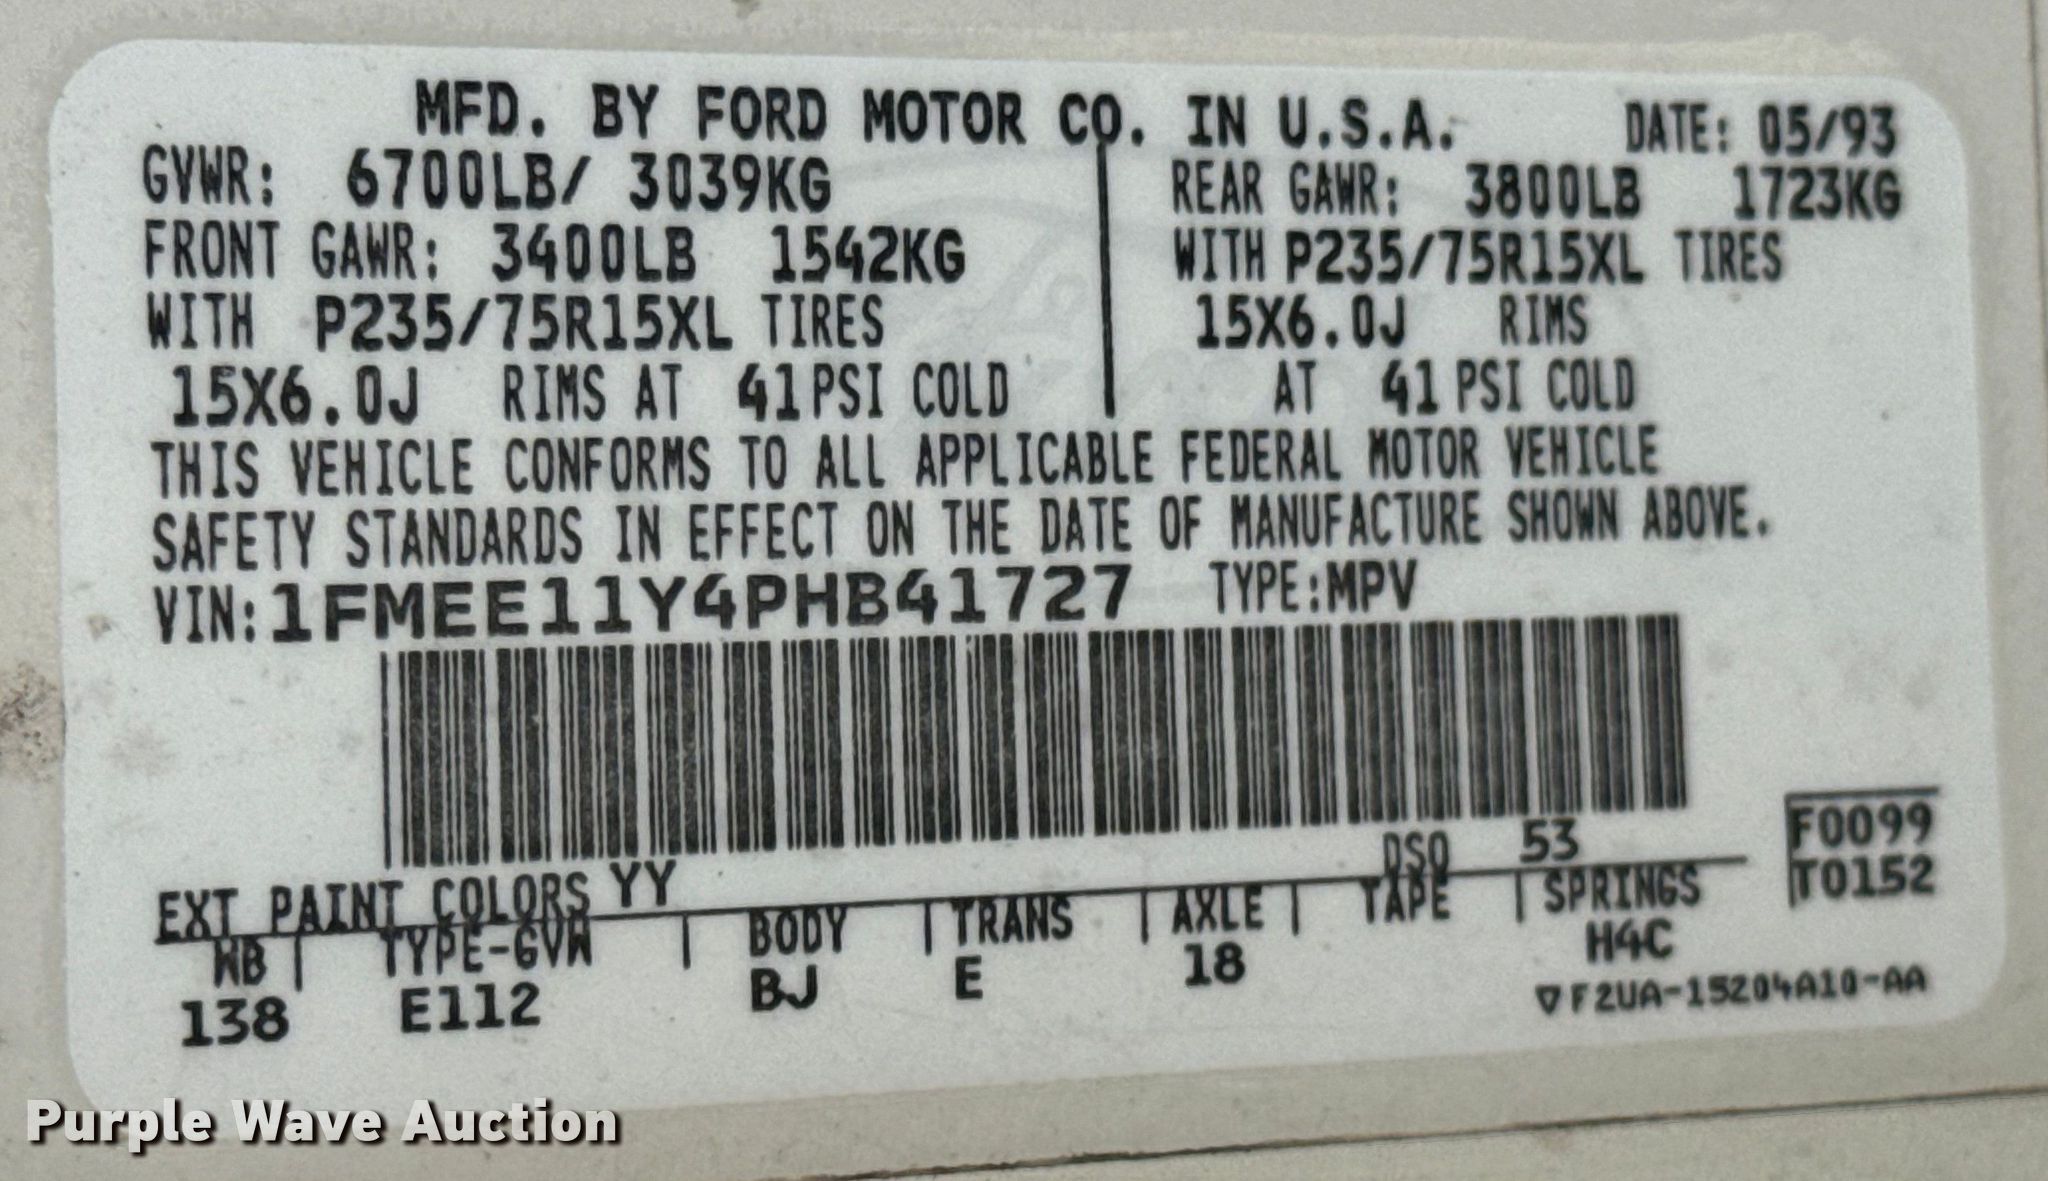 MFD. BY FORD MOTOR CO. IN U.S.A. DATE: 05/93
GVWR: 6700LB/ 3039KG
FRONT GAWR: 3400LB 1542KG
WITH P235/75R15XL TIRES
15X6.0J RIMS AT 41 PSI COLD
REAR GAWR: 3800LB 1723KG
WITH P235/75R15XL TIRES
15X6.0J RIMS
AT 41 PSI COLD
THIS VEHICLE CONFORMS TO ALL APPLICABLE FEDERAL MOTOR VEHICLE
SAFETY STANDARDS IN EFFECT ON THE DATE OF MANUFACTURE SHOWN ABOVE.
VIN: 1FMEE11Y4PHB41727 TYPE: MPV
EXT PAINT COLORS YY DSO 53
WB | TYPE-GVW | BODY | TRANS | AXLE | TAPE | SPRINGS
138 E112 BJ E 18 H4C
F0099
T0152
F2UA-15204A10-AA
Purple Wave Auction